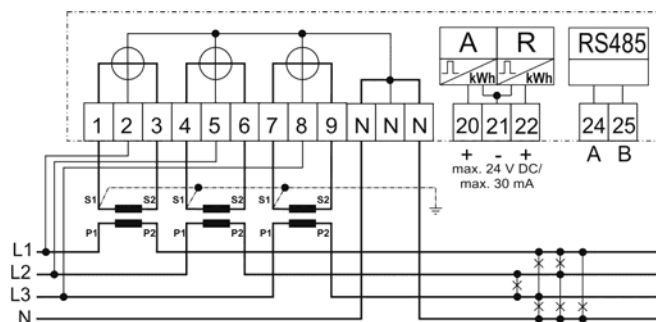 A R RS485
kWh kWh
1 2 3 4 5 6 7 8 9 N N N 20 21 22 24 25
+ - + A B
max. 24 V DC/
max. 30 mA
S1 S2 S1 S2 S1 S2
P1 P2 P1 P2 P1 P2
L1
L2
L3
N